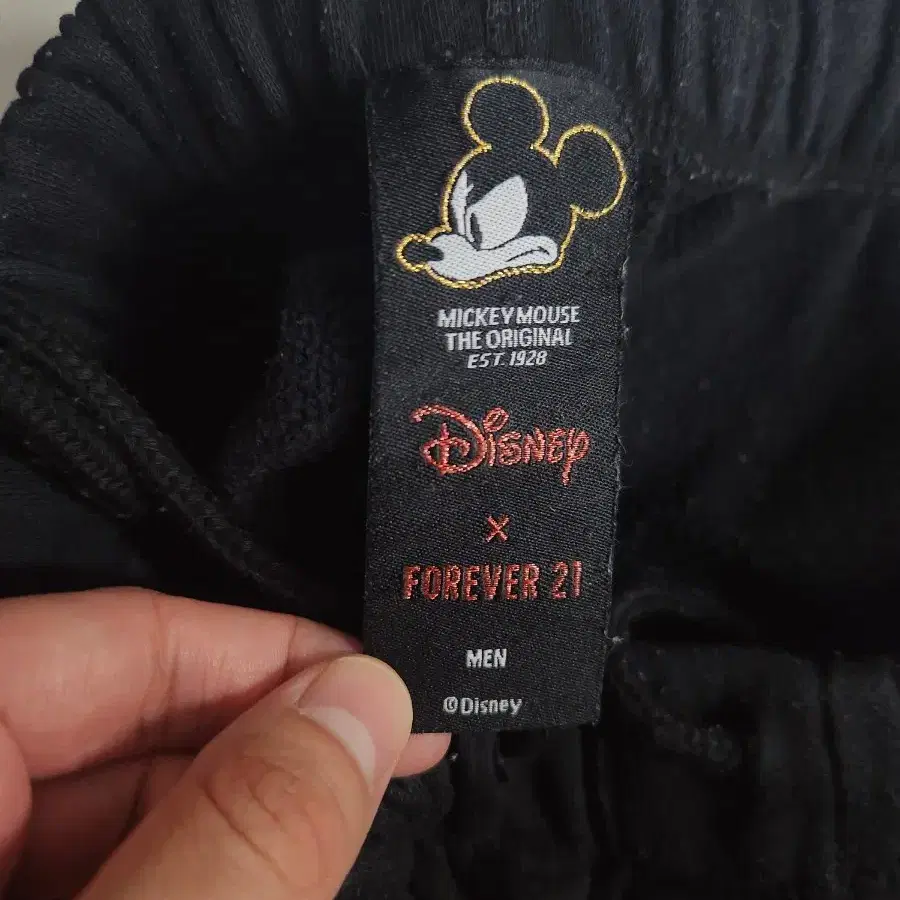 MICKEY MOUSE
THE ORIGINAL
EST. 1928
Disney
X
FOREVER 21
MEN
©Disney